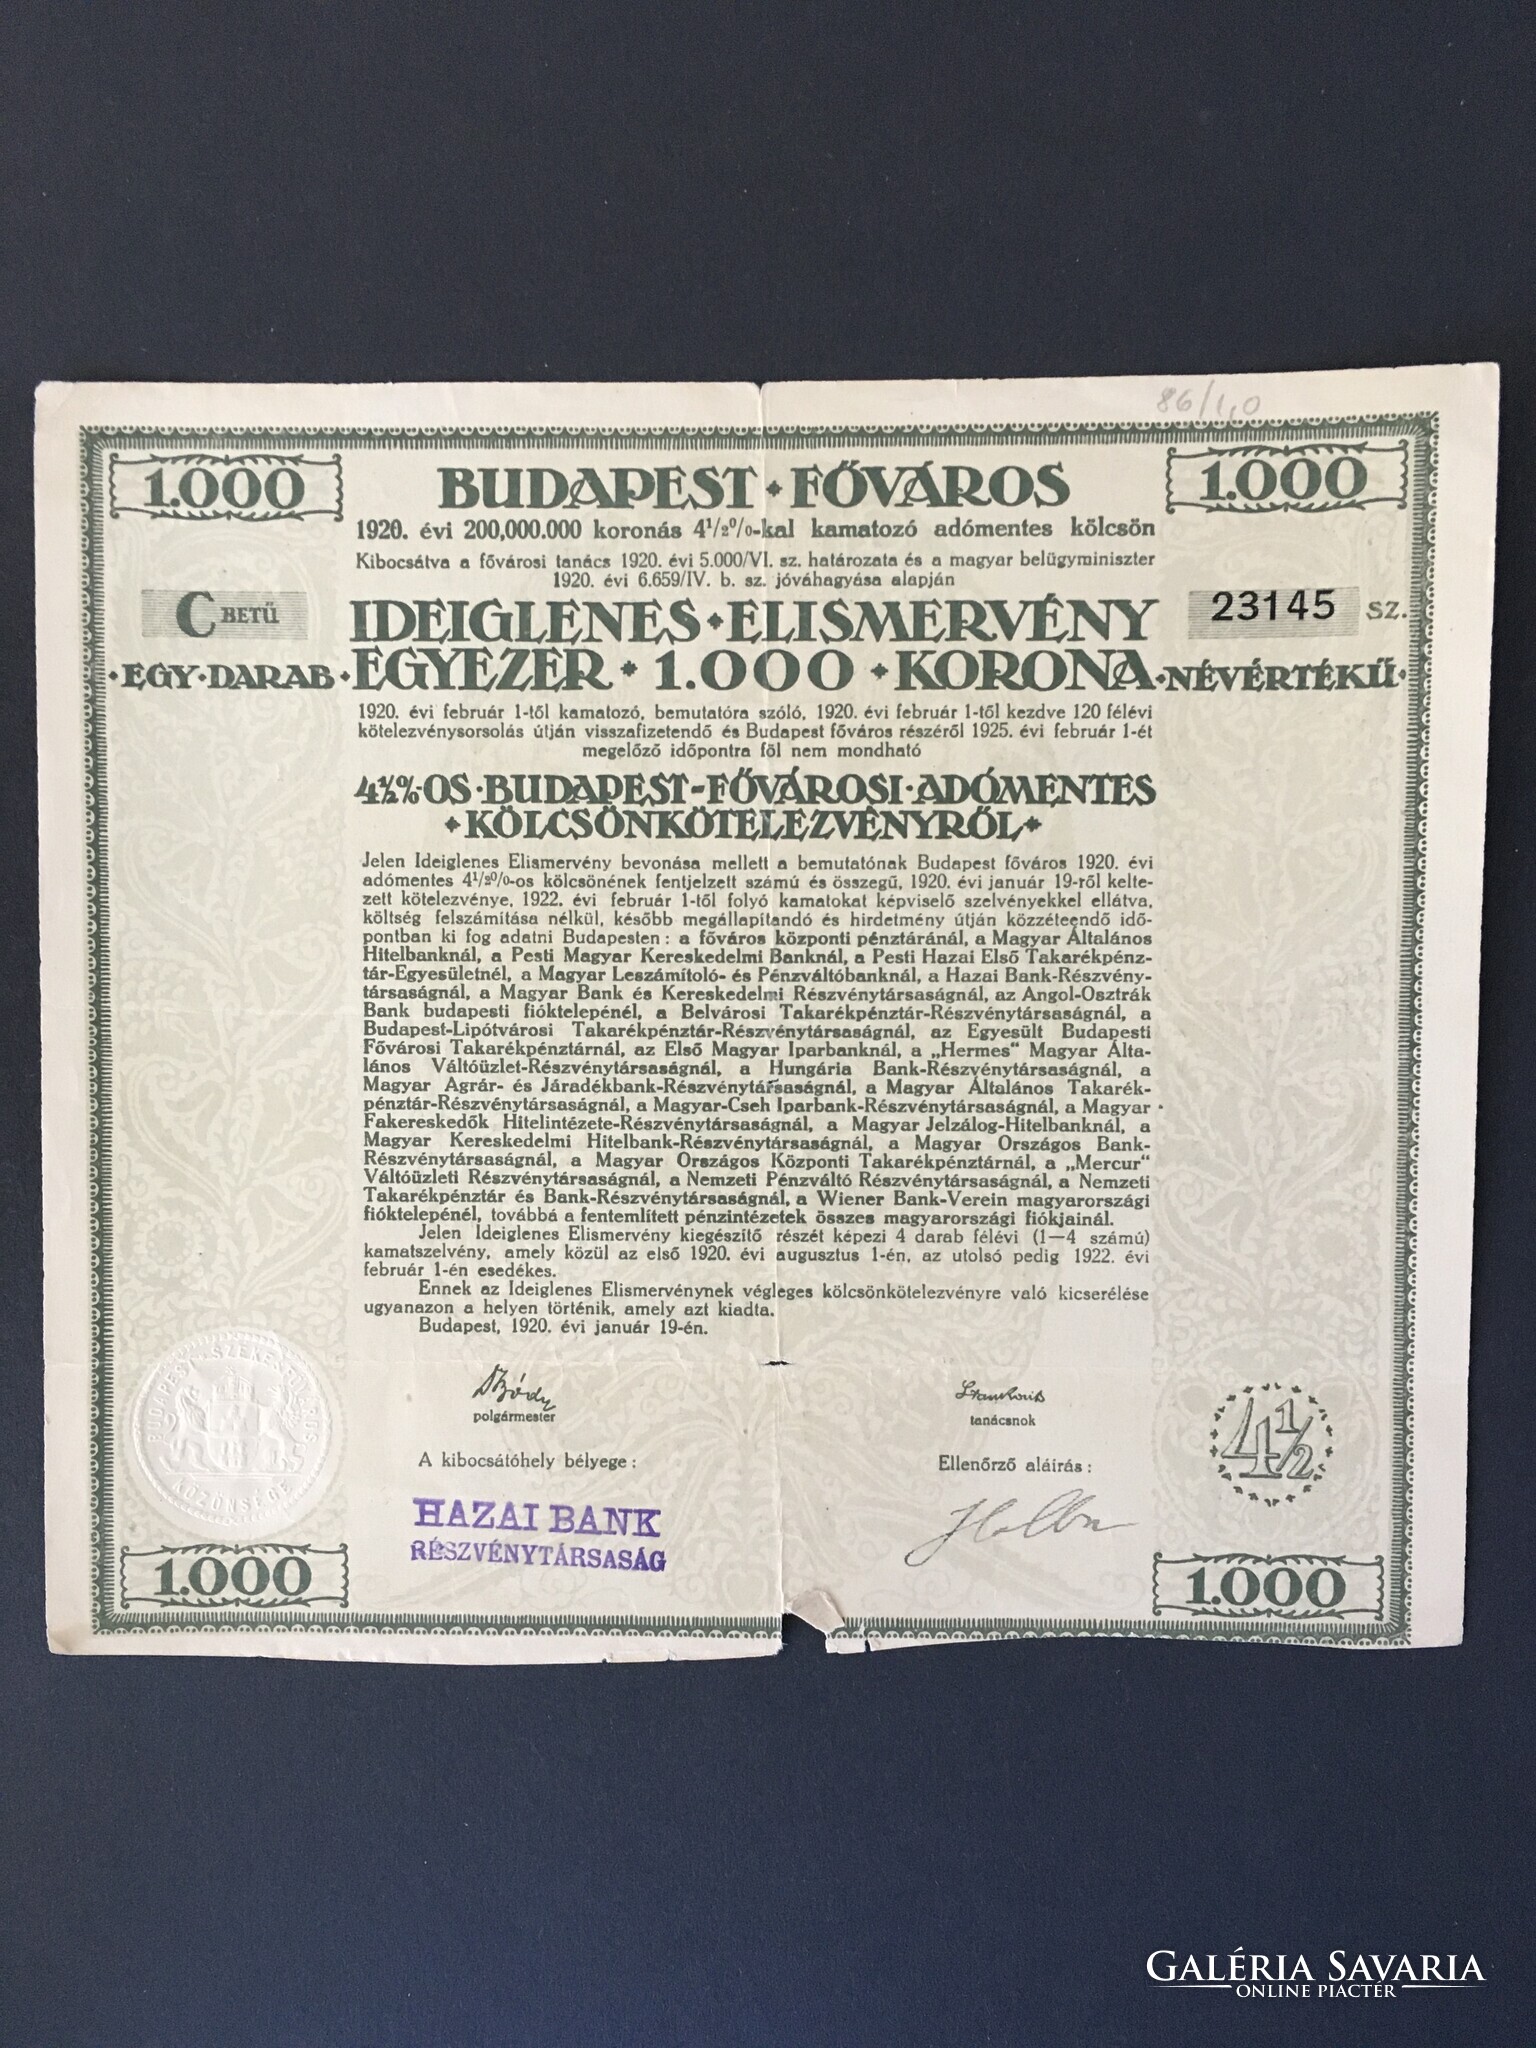 86/1,0
1.000
1.000
BUDAPEST · FŐVÁROS
1920. évi 200,000.000 koronás 4½%-kal kamatozó adómentes kölcsön
Kibocsátva a fővárosi tanács 1920. évi 5.000/VI. sz. határozata és a magyar belügyminiszter
1920. évi 6.659/IV. b. sz. jóváhagyása alapján
C BETŰ
IDEIGLENES · ELISMERVÉNY
23145 SZ.
· EGY · DARAB · EGYEZER · 1.000 · KORONA · NÉVÉRTÉKŰ ·
1920. évi február 1-től kamatozó, bemutatóra szóló, 1920. évi február 1-től kezdve 120 félévi
kötelezvénysorsolás útján visszafizetendő és Budapest főváros részéről 1925. évi február 1-ét
megelőző időpontra föl nem mondható
4½%-OS · BUDAPEST-FŐVÁROSI · ADÓMENTES
· KÖLCSÖNKÖTELEZVÉNYRŐL ·
Jelen Ideiglenes Elismervény bevonása mellett a bemutatónak Budapest főváros 1920. évi
adómentes 4½%-os kölcsönének fentjelzett számú és összegű, 1920. évi január 19-ről kelte-
zett kötelezvénye, 1922. évi február 1-től folyó kamatokat képviselő szelvényekkel ellátva,
költség felszámítása nélkül, később megállapítandó és hirdetmény útján közzéteendő idő-
pontban ki fog adatni Budapesten: a főváros központi pénztáránál, a Magyar Általános
Hitelbanknál, a Pesti Magyar Kereskedelmi Banknál, a Pesti Hazai Első Takarékpénz-
tár-Egyesületnél, a Magyar Leszámítoló- és Pénzváltóbanknál, a Hazai Bank-Részvény-
társaságnál, a Magyar Bank és Kereskedelmi Részvénytársaságnál, az Angol-Osztrák
Bank budapesti fióktelepénél, a Belvárosi Takarékpénztár-Részvénytársaságnál, a
Budapest-Lipótvárosi Takarékpénztár-Részvénytársaságnál, az Egyesült Budapesti
Fővárosi Takarékpénztárnál, az Első Magyar Iparbanknál, a „Hermes“ Magyar Álta-
lános Váltóüzlet-Részvénytársaságnál, a Hungária Bank-Részvénytársaságnál, a
Magyar Agrár- és Járadékbank-Részvénytársaságnál, a Magyar Általános Takarék-
pénztár-Részvénytársaságnál, a Magyar-Cseh Iparbank-Részvénytársaságnál, a Magyar
Fakereskedők Hitelintézete-Részvénytársaságnál, a Magyar Jelzálog-Hitelbanknál, a
Magyar Kereskedelmi Hitelbank-Részvénytársaságnál, a Magyar Országos Bank-
Részvénytársaságnál, a Magyar Országos Központi Takarékpénztárnál, a „Mercur“
Váltóüzleti Részvénytársaságnál, a Nemzeti Pénzváltó Részvénytársaságnál, a Nemzeti
Takarékpénztár és Bank-Részvénytársaságnál, a Wiener Bank-Verein magyarországi
fióktelepénél, továbbá a fentemlített pénzintézetek összes magyarországi fiókjainál.
Jelen Ideiglenes Elismervény kiegészítő részét képezi 4 darab félévi (1—4 számú)
kamatszelvény, amely közül az első 1920. évi augusztus 1-én, az utolsó pedig 1922. évi
február 1-én esedékes.
Ennek az Ideiglenes Elismervénynek végleges kölcsönkötelezvényre való kicserélése
ugyanazon a helyen történik, amely azt kiadta.
Budapest, 1920. évi január 19-én.
BUDAPEST SZÉKESFŐVÁROS KÖZÖNSÉGE
Bódy
polgármester
tanácsnok
4½
A kibocsátóhely bélyege:
Ellenőrző aláírás:
HAZAI BANK
RÉSZVÉNYTÁRSASÁG
1.000
1.000
GALÉRIA SAVARIA
ONLINE PIACTÉR